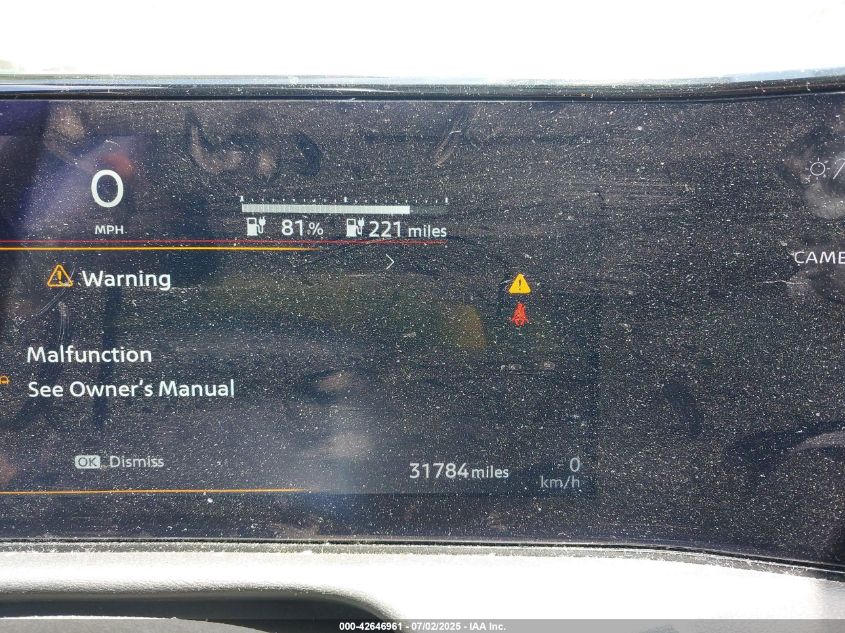 0
MPH
81% 221 miles
Warning
Malfunction
See Owner's Manual
OK Dismiss
31784 miles
0
km/h
000-42646961 - 07/02/2025 - IAA Inc.